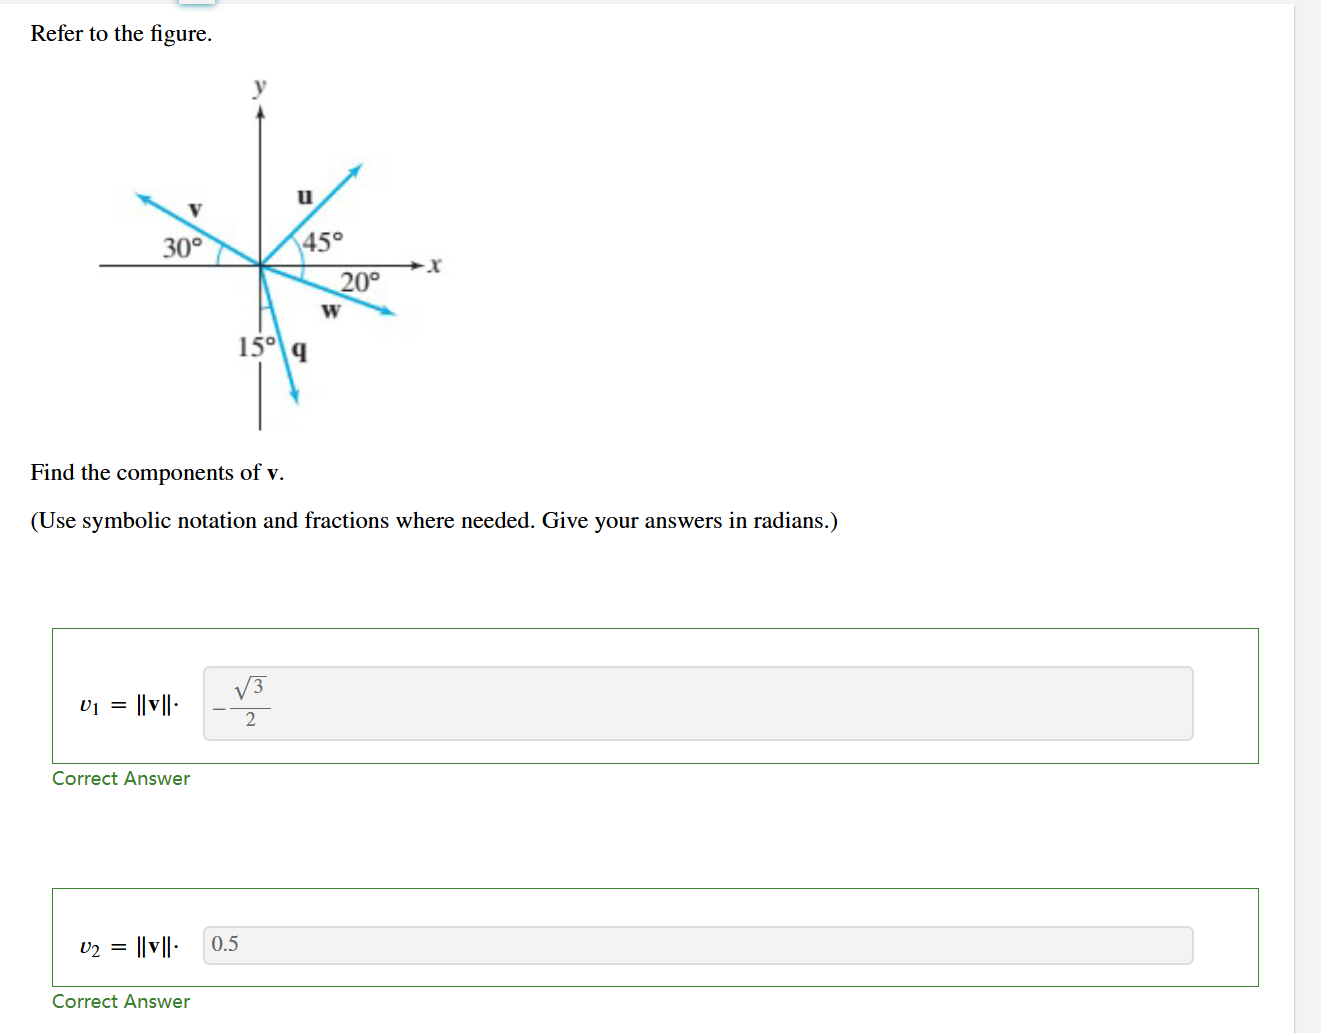 Refer to the figure.
y
u
v
30°
45°
x
20°
w
15°
q
Find the components of v.
(Use symbolic notation and fractions where needed. Give your answers in radians.)
v₁ = ‖v‖· −√3/2
Correct Answer
v₂ = ‖v‖· 0.5
Correct Answer